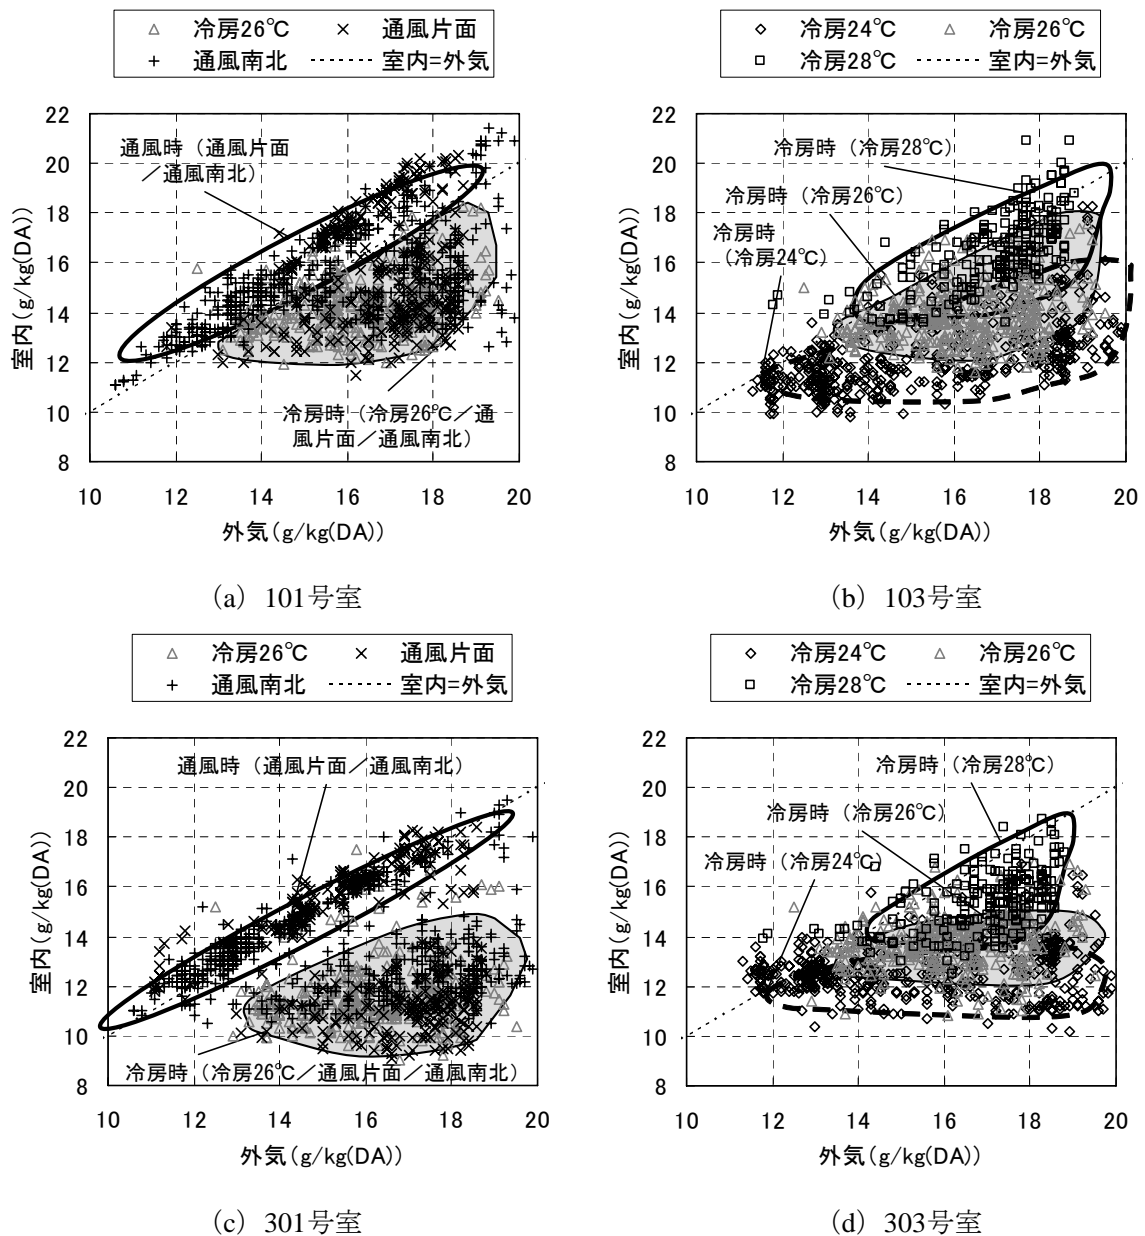 冷房26℃ 通風片面
通風南北 室内=外気
22
20
18
16
14
12
10
8
室内(g/kg(DA))
通風時(通風片面
/通風南北)
冷房時(冷房26℃/通
風片面/通風南北)
10 12 14 16 18 20
外気(g/kg(DA))
(a) 101号室
冷房24℃ 冷房26℃
冷房28℃ 室内=外気
22
20
18
16
14
12
10
8
室内(g/kg(DA))
冷房時(冷房28℃)
冷房時(冷房26℃)
冷房時
(冷房24℃)
10 12 14 16 18 20
外気(g/kg(DA))
(b) 103号室
冷房26℃ 通風片面
通風南北 室内=外気
22
20
18
16
14
12
10
8
室内(g/kg(DA))
通風時(通風片面/通風南北)
冷房時(冷房26℃/通風片面/通風南北)
10 12 14 16 18 20
外気(g/kg(DA))
(c) 301号室
冷房24℃ 冷房26℃
冷房28℃ 室内=外気
22
20
18
16
14
12
10
8
室内(g/kg(DA))
冷房時(冷房28℃)
冷房時(冷房26℃)
冷房時(冷房24℃)
10 12 14 16 18 20
外気(g/kg(DA))
(d) 303号室